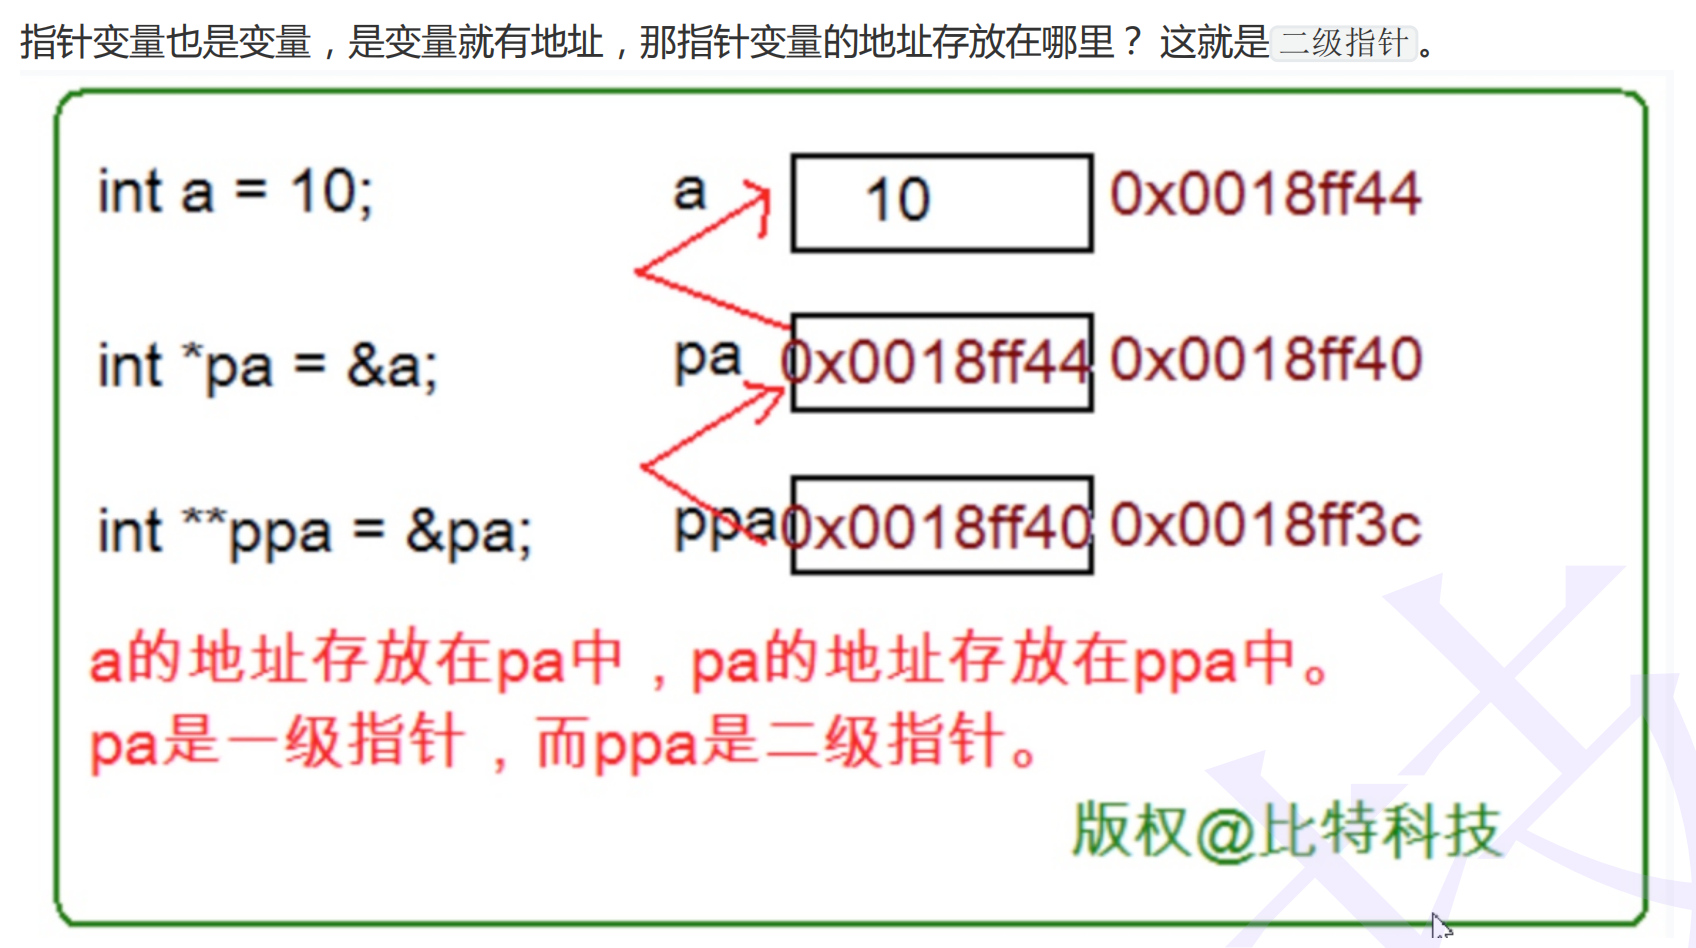 指针变量也是变量，是变量就有地址，那指针变量的地址存放在哪里？ 这就是 二级指针 。
int a = 10; a 10 0x0018ff44
int *pa = &a; pa 0x0018ff44 0x0018ff40
int **ppa = &pa; ppa 0x0018ff40 0x0018ff3c
a的地址存放在pa中，pa的地址存放在ppa中。
pa是一级指针，而ppa是二级指针。
版权@比特科技